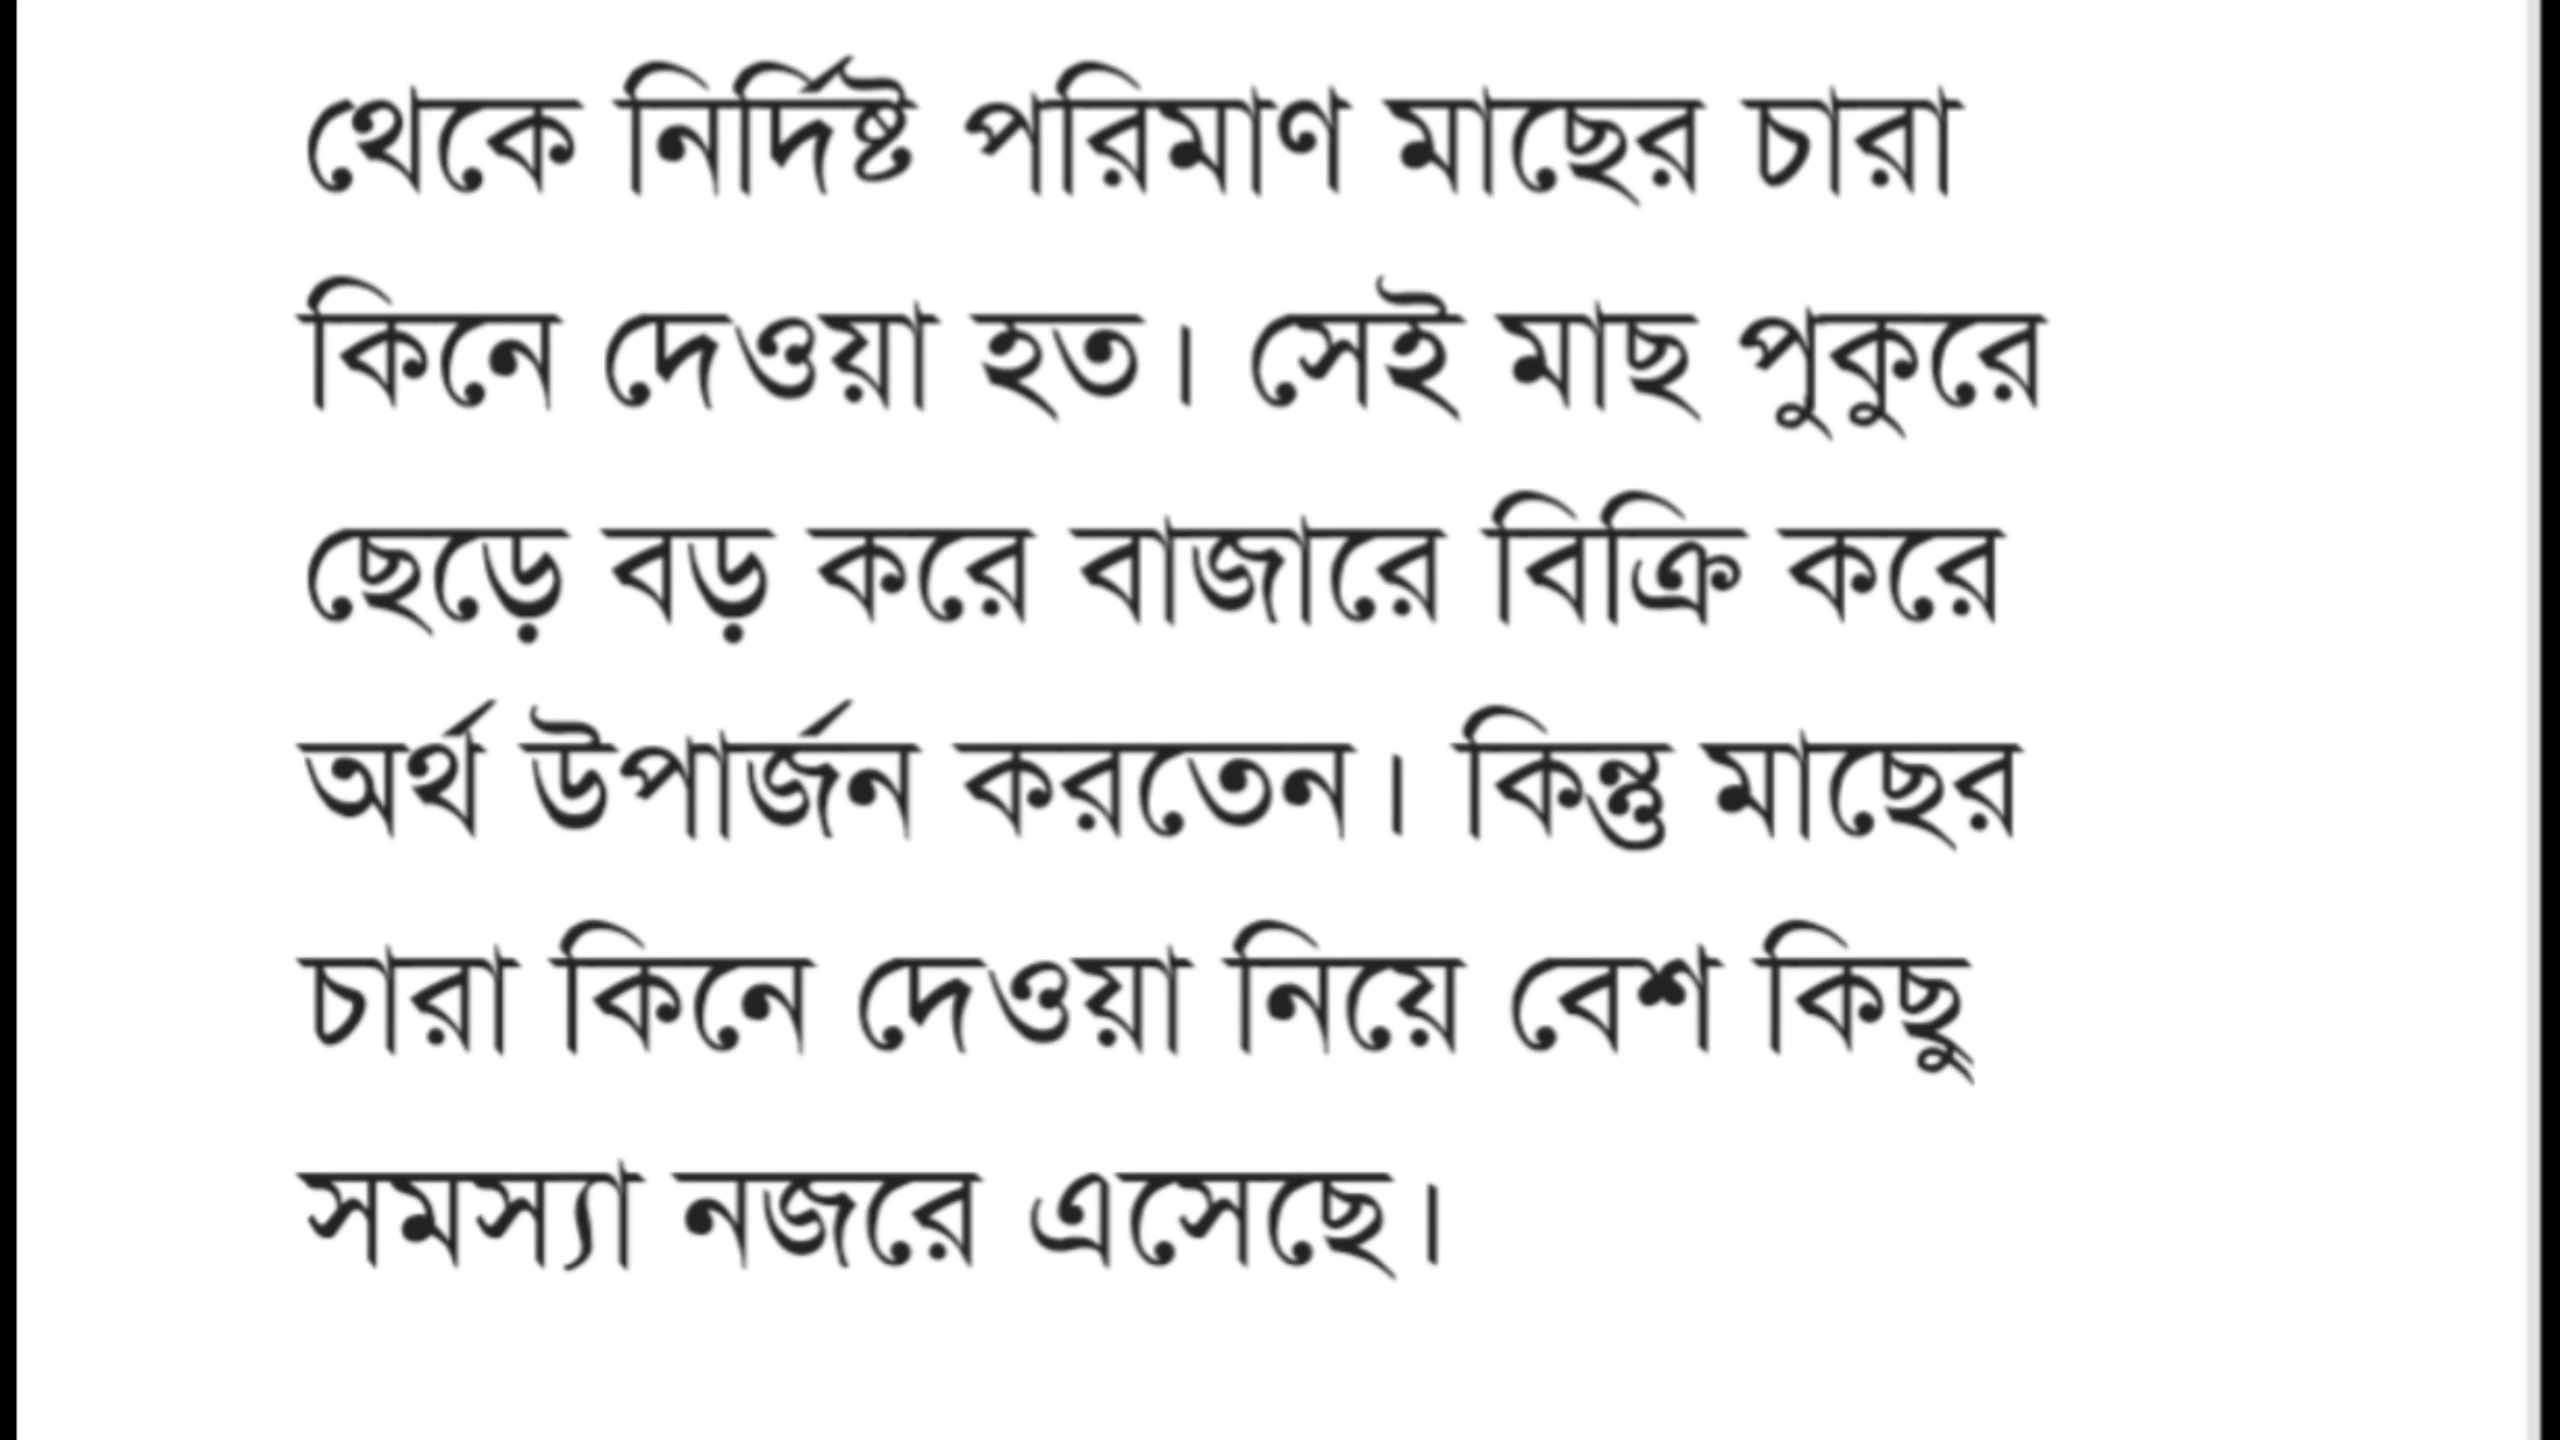 থেকে নির্দিষ্ট পরিমাণ মাছের চারা
কিনে দেওয়া হত। সেই মাছ পুকুরে
ছেড়ে বড় করে বাজারে বিক্রি করে
অর্থ উপার্জন করতেন। কিন্তু মাছের
চারা কিনে দেওয়া নিয়ে বেশ কিছু
সমস্যা নজরে এসেছে।